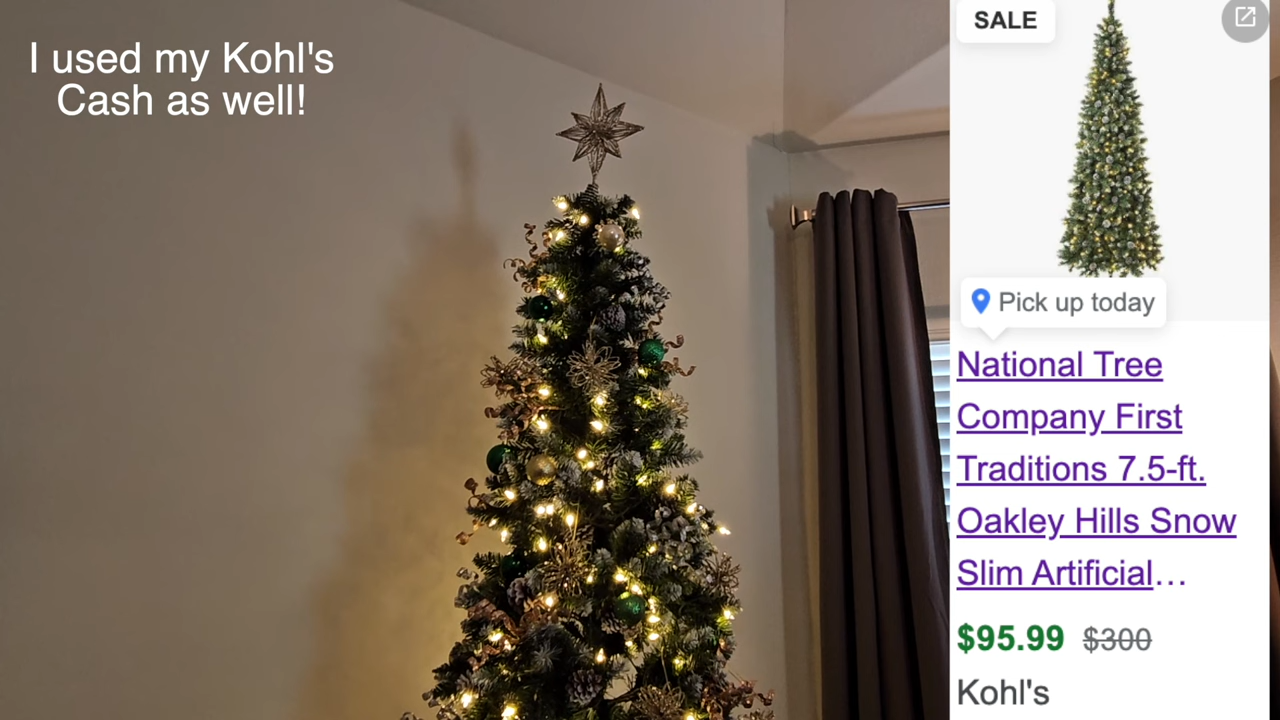 I used my Kohl's
Cash as well!
SALE
Pick up today
National Tree
Company First
Traditions 7.5-ft.
Oakley Hills Snow
Slim Artificial…
$95.99 $300
Kohl's